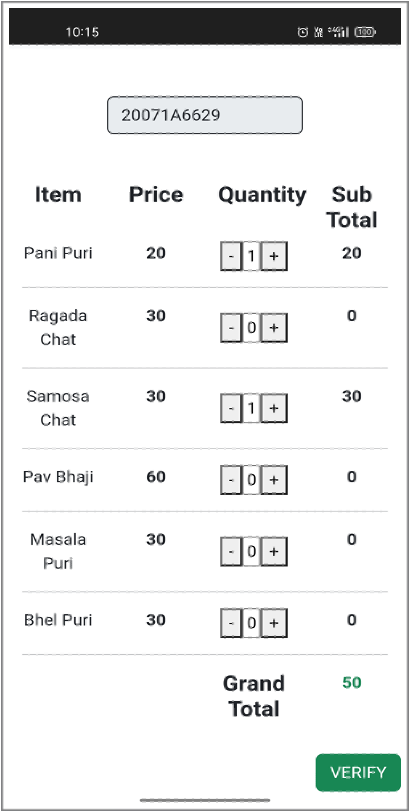 10:15 100
20071A6629
Item Price Quantity Sub
Total
Pani Puri 20 - 1 + 20
Ragada 30 - 0 + 0
Chat
Samosa 30 - 1 + 30
Chat
Pav Bhaji 60 - 0 + 0
Masala 30 - 0 + 0
Puri
Bhel Puri 30 - 0 + 0
Grand 50
Total
VERIFY